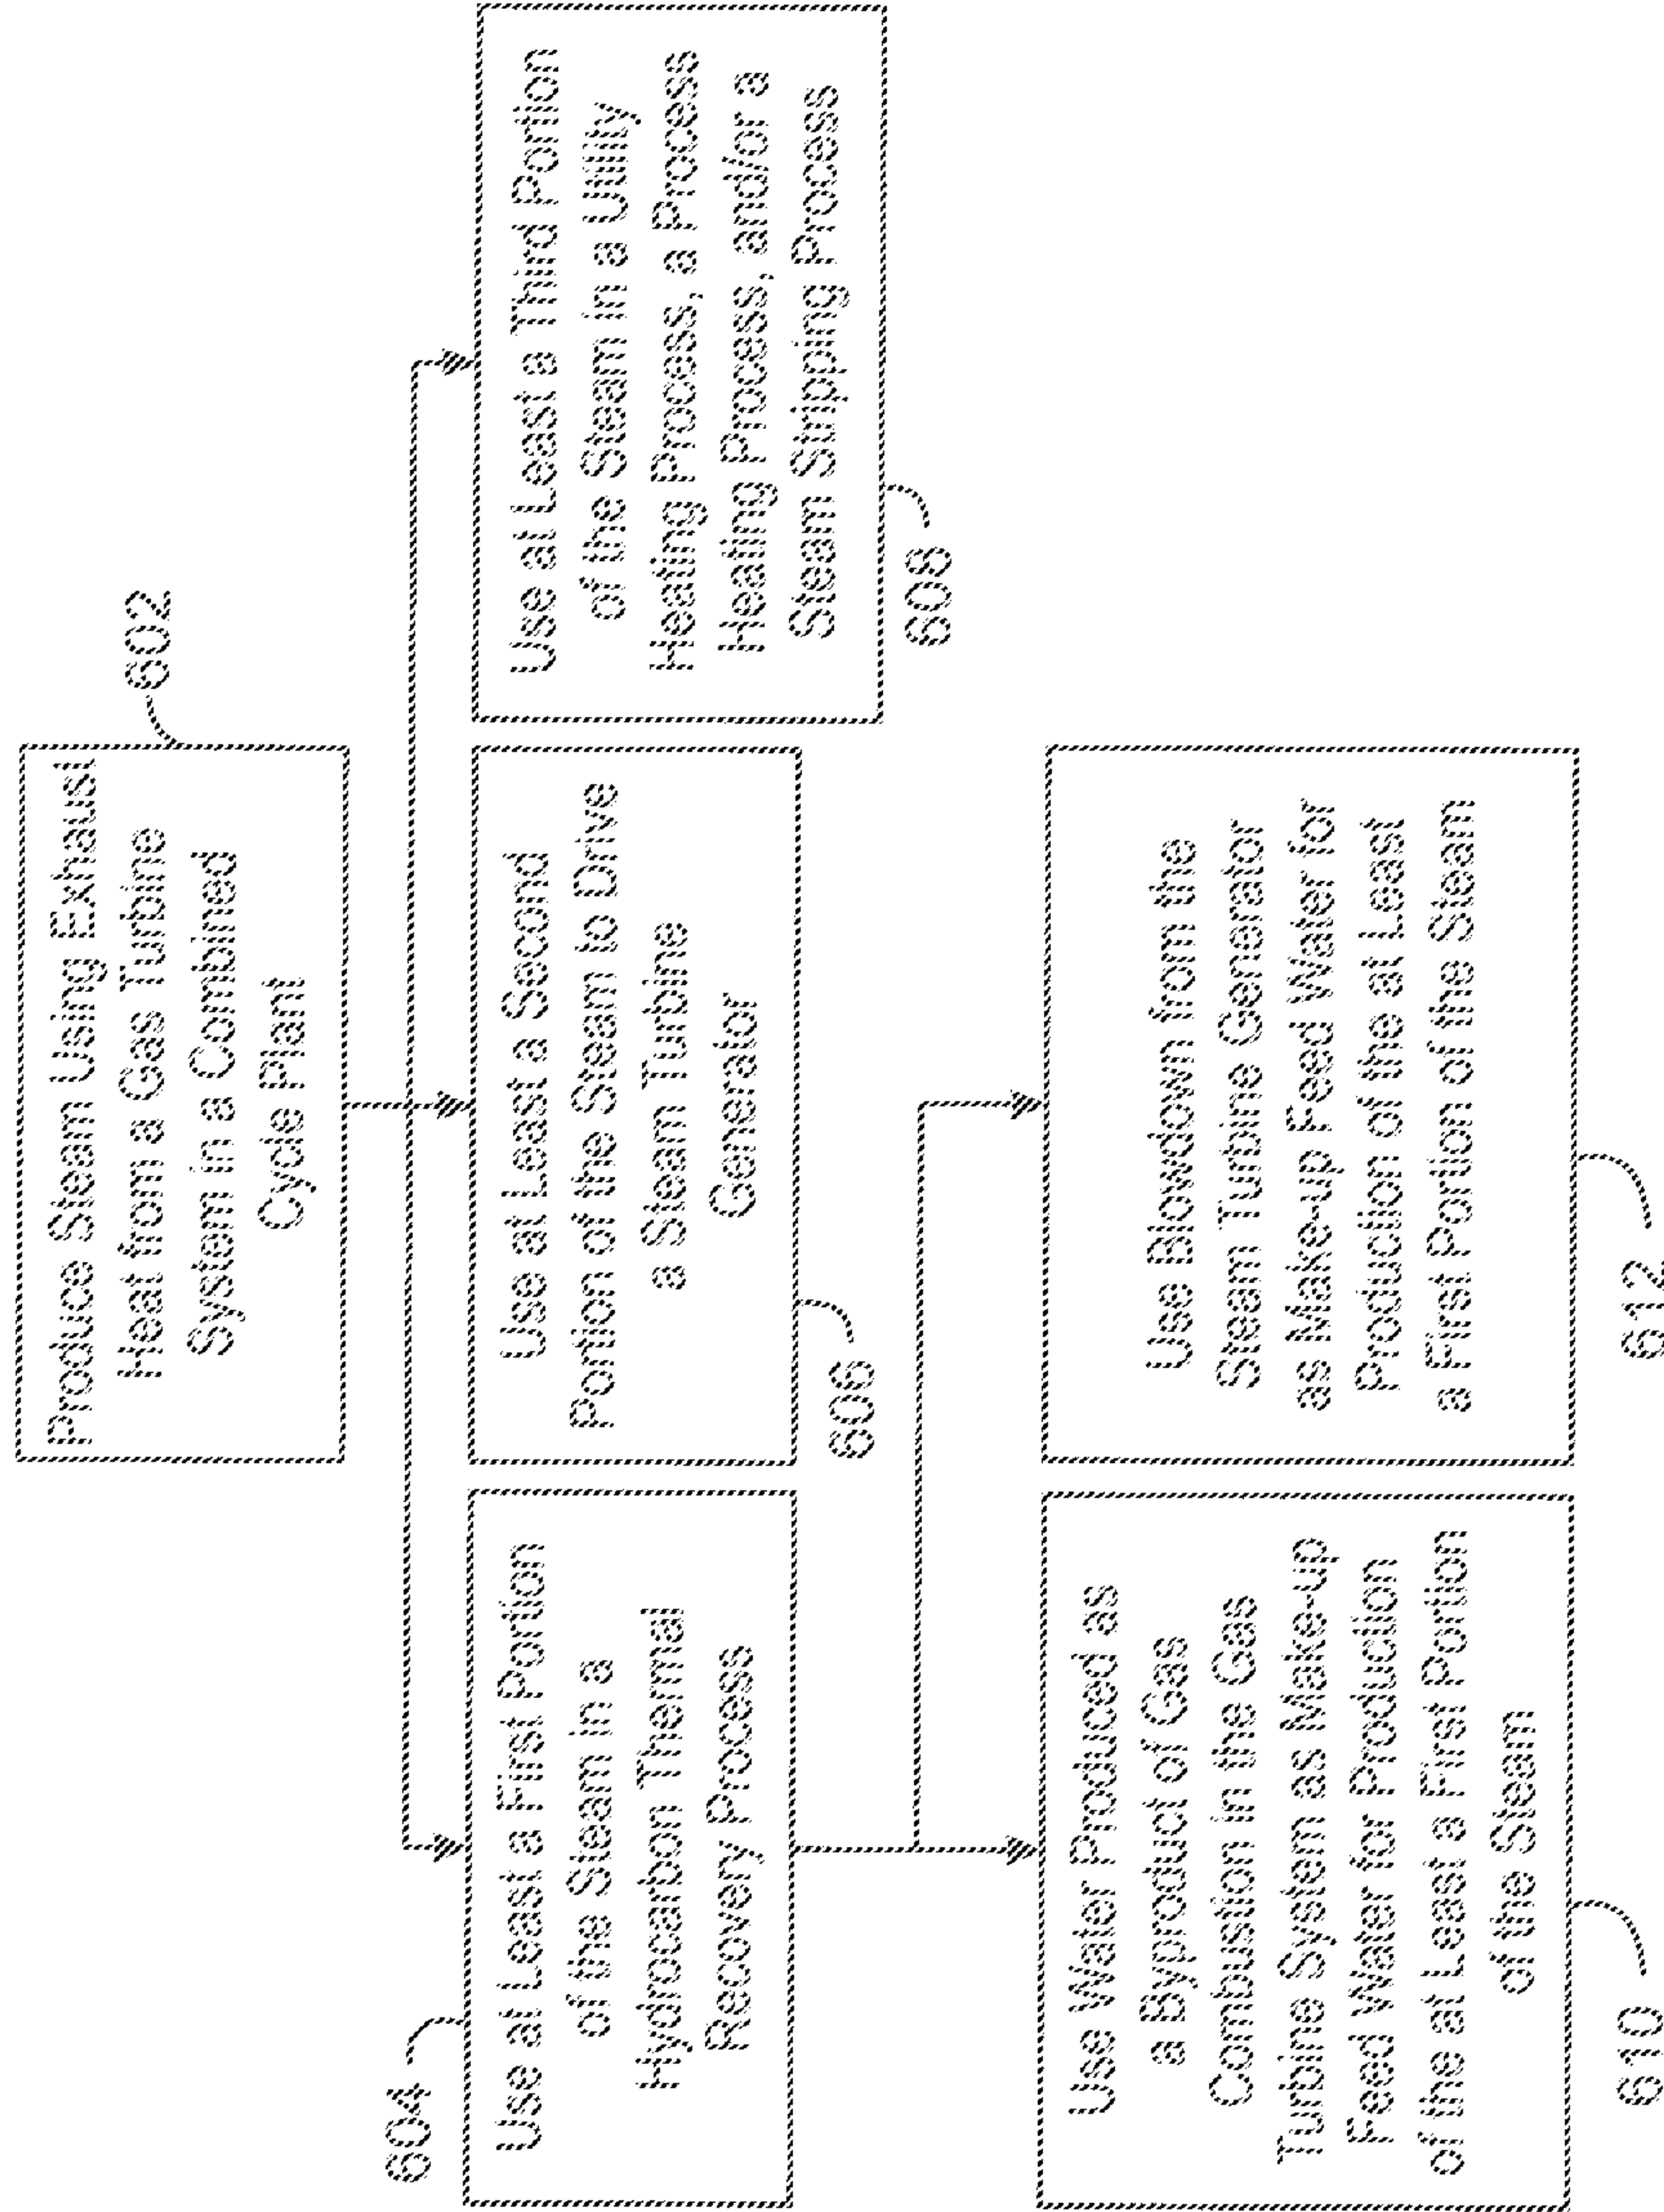 Produce Steam Using Exhaust
Heat from a Gas Turbine
System in a Combined
Cycle Plant
602
604
Use at Least a First Portion
of the Steam in a
Hydrocarbon Thermal
Recovery Process
Use at Least a Second
Portion of the Steam to Drive
a Steam Turbine
Generator
606
Use at Least a Third Portion
of the Steam in a Utility
Heating Process, a Process
Heating Process, and/or a
Steam Stripping Process
608
Use Water Produced as
a Byproduct of Gas
Combustion in the Gas
Turbine System as Make-up
Feed Water for Production
of the at Least a First Portion
of the Steam
610
Use Blowdown from the
Steam Turbine Generator
as Make-up Feed Water for
Production of the at Least
a First Portion of the Steam
612